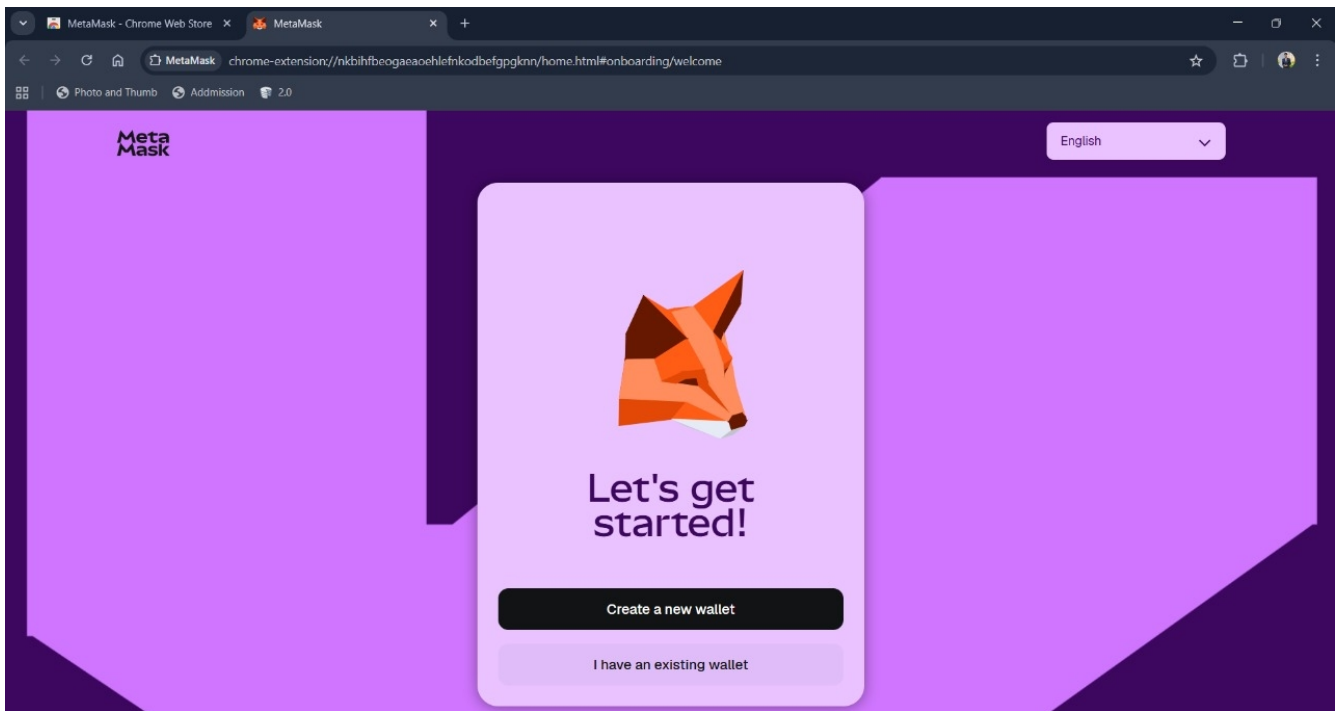 MetaMask - Chrome Web Store
MetaMask
MetaMask
chrome-extension://nkbihfbeogaeaoehlefnkodbefgpgknn/home.html#onboarding/welcome
Photo and Thumb
Addmission
2.0
Meta
Mask
English
Let's get
started!
Create a new wallet
I have an existing wallet